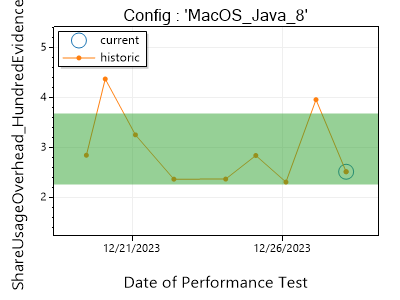 Config : 'MacOS_Java_8'
current
historic
5
4
3
2
ShareUsageOverhead_HundredEvidence
12/21/2023
12/26/2023
Date of Performance Test